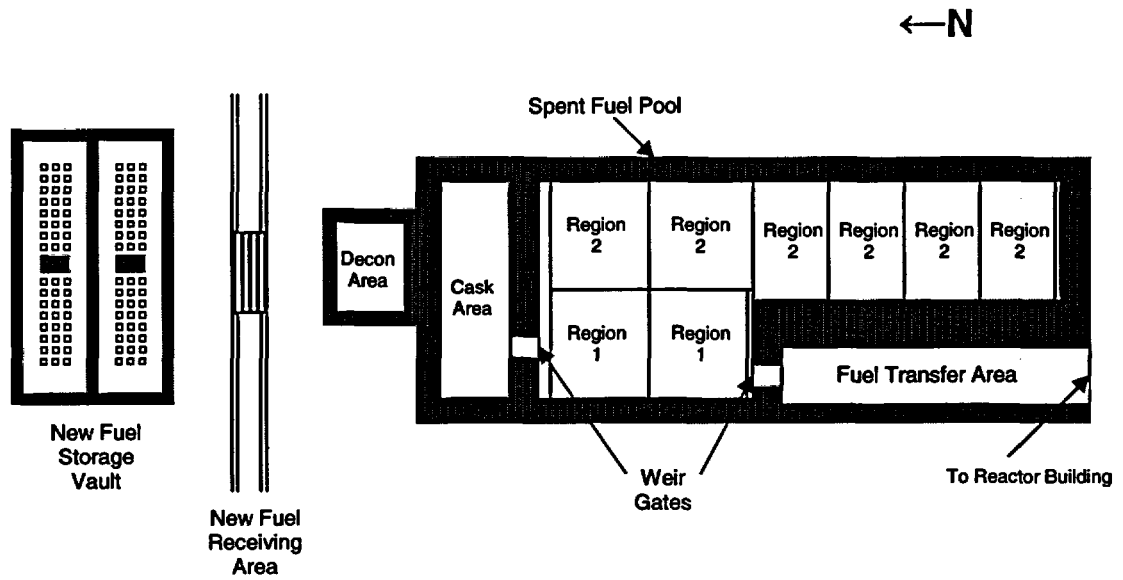 ←N
Spent Fuel Pool
Decon
Area
Cask
Area
Region
2
Region
2
Region
2
Region
2
Region
2
Region
2
Region
1
Region
1
Fuel Transfer Area
New Fuel
Storage
Vault
New Fuel
Receiving
Area
Weir
Gates
To Reactor Building